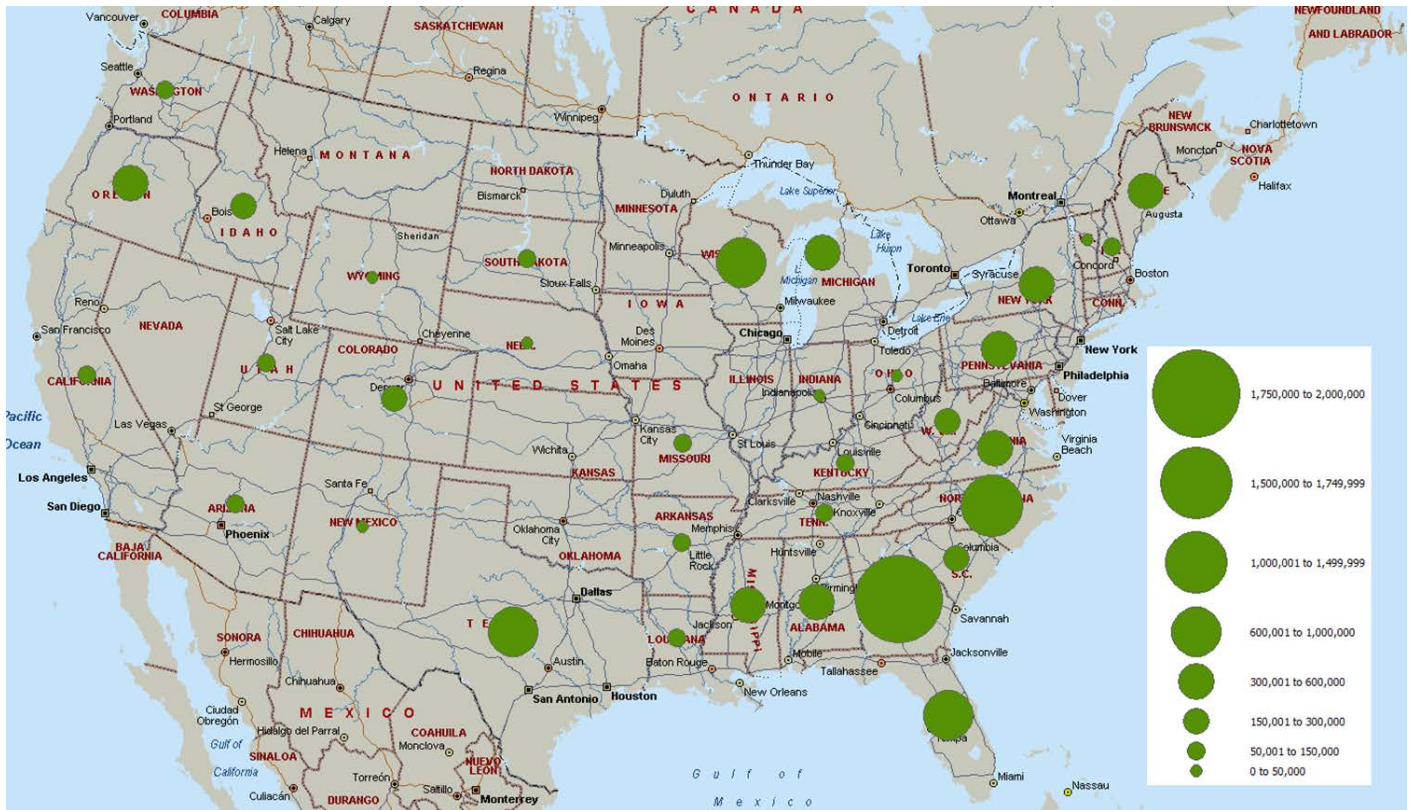 CANADA
NEWFOUNDLAND
AND LABRADOR
COLUMBIA
Vancouver
Calgary
SASKATCHEWAN
Regina
Seattle
WASHINGTON
Winnipeg
ONTARIO
NEW
BRUNSWICK
Charlottetown
Moncton
NOVA
SCOTIA
Halifax
Portland
Helena
MONTANA
NORTH DAKOTA
Bismarck
Thunder Bay
Lake Superior
Duluth
MINNESOTA
Montreal
Ottawa
Augusta
IDAHO
Sheridan
Minneapolis
Lake
Huron
MICHIGAN
L.
Michigan
Toronto
Syracuse
Concord
Boston
WYOMING
SOUTH DAKOTA
Sioux Falls
Milwaukee
NEW YORK
CONN.
Reno
NEVADA
San Francisco
Salt Lake
City
Cheyenne
IOWA
Des
Moines
Chicago
Detroit
Lake Erie
Toledo
New York
COLORADO
Omaha
UTAH
CALIFORNIA
Denver
UNITED STATES
ILLINOIS
INDIANA
Indianapolis
OHIO
Columbus
PENNSYLVANIA
Baltimore
Philadelphia
Dover
Washington
Pacific
Ocean
St George
Las Vegas
Kansas
City
St Louis
Cincinnati
Louisville
Virginia
Beach
Wichita
KANSAS
MISSOURI
KENTUCKY
Los Angeles
San Diego
ARIZONA
Phoenix
Santa Fe
NEW MEXICO
Oklahoma
City
OKLAHOMA
ARKANSAS
Little
Rock
Clarksville
Nashville
Knoxville
TENN.
Memphis
Huntsville
Columbia
S.C.
BAJA
CALIFORNIA
Dallas
Jackson
ALABAMA
Savannah
SONORA
Hermosillo
CHIHUAHUA
Chihuahua
Austin
San Antonio
Houston
LOUISIANA
Baton Rouge
New Orleans
Mobile
Tallahassee
Jacksonville
Tampa
Miami
Nassau
MEXICO
Ciudad
Obregón
Hidalgo del Parral
COAHUILA
Monclova
Gulf of
California
SINALOA
Culiacán
DURANGO
Torreón
Saltillo
NUEVO
LEÓN
Monterrey
Gulf of
Mexico
1,750,000 to 2,000,000
1,500,000 to 1,749,999
1,000,001 to 1,499,999
600,001 to 1,000,000
300,001 to 600,000
150,001 to 300,000
50,001 to 150,000
0 to 50,000